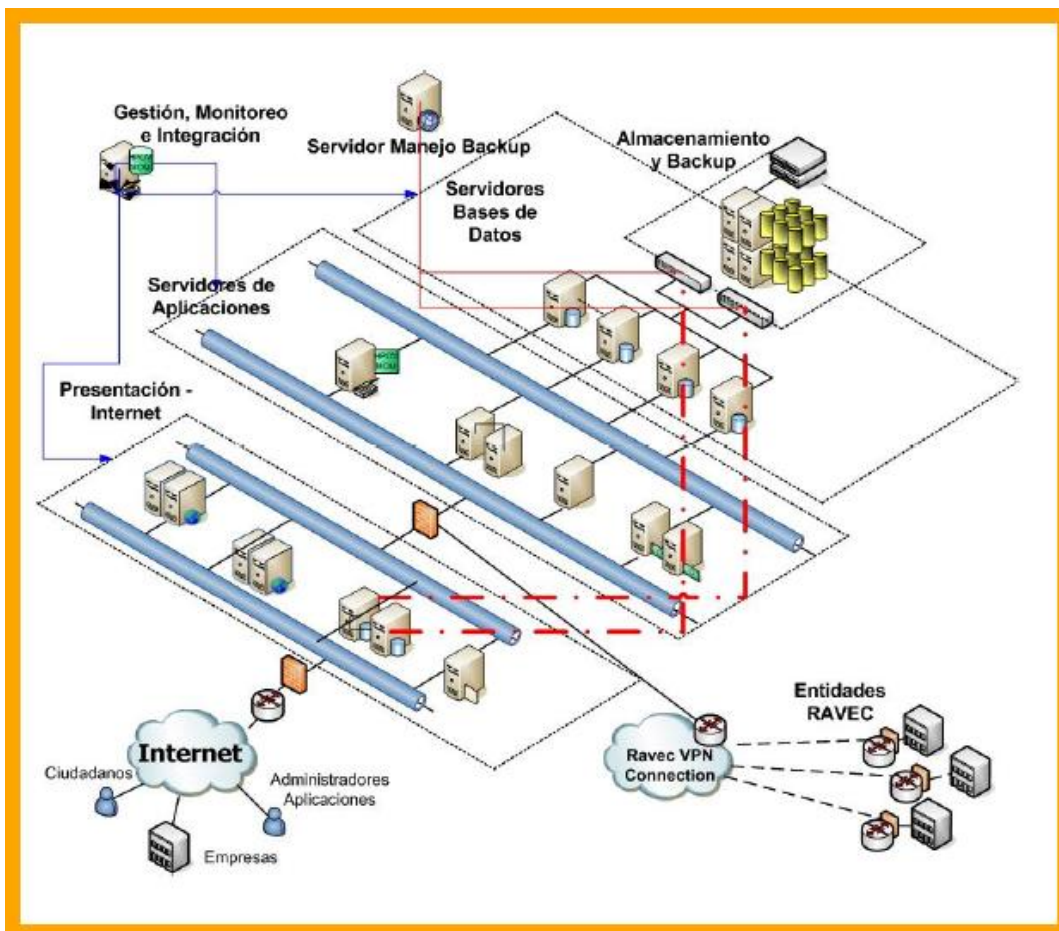 Gestión, Monitoreo
e Integración
Servidor Manejo Backup
Almacenamiento
y Backup
Servidores
Bases de
Datos
Servidores de
Aplicaciones
Presentación -
Internet
Entidades
RAVEC
Internet
Ravec VPN
Connection
Ciudadanos
Administradores
Aplicaciones
Empresas